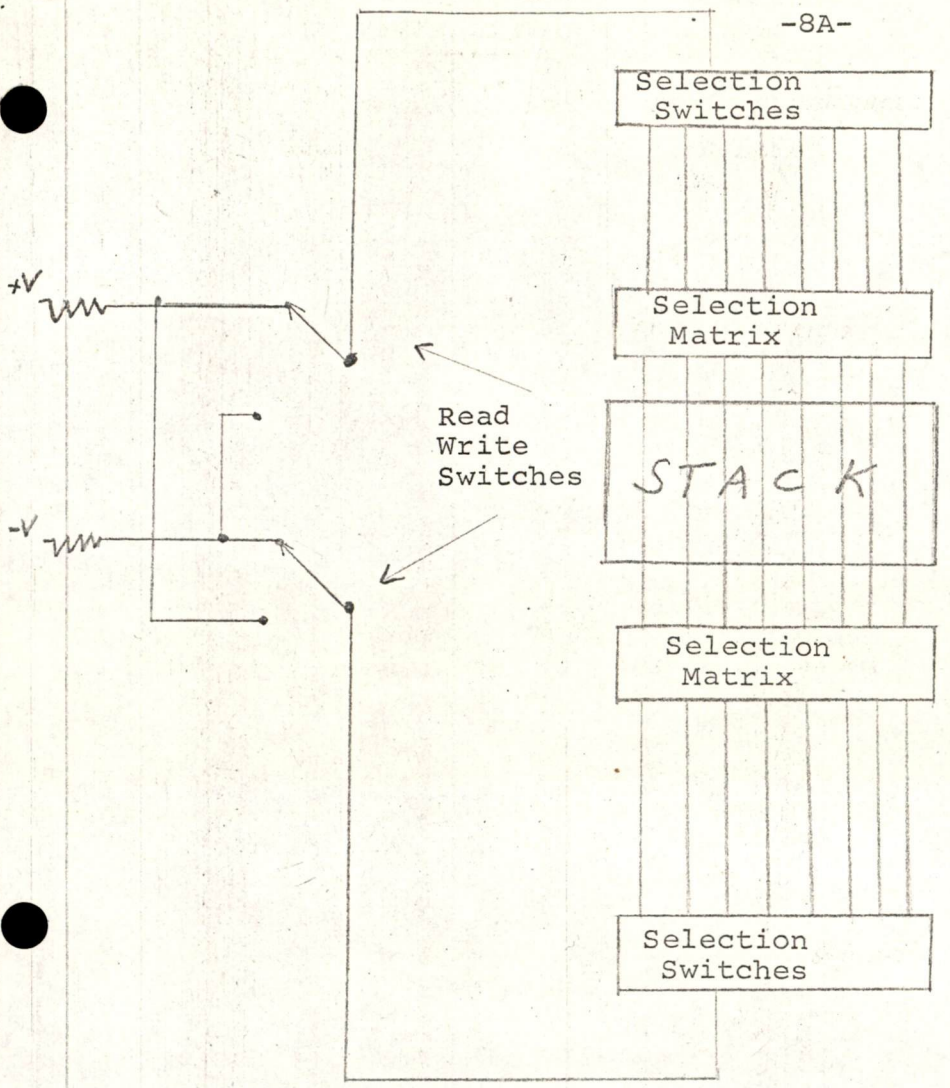 -8A-
Selection
Switches
+V
Selection
Matrix
Read
Write
Switches
STACK
-V
Selection
Matrix
Selection
Switches